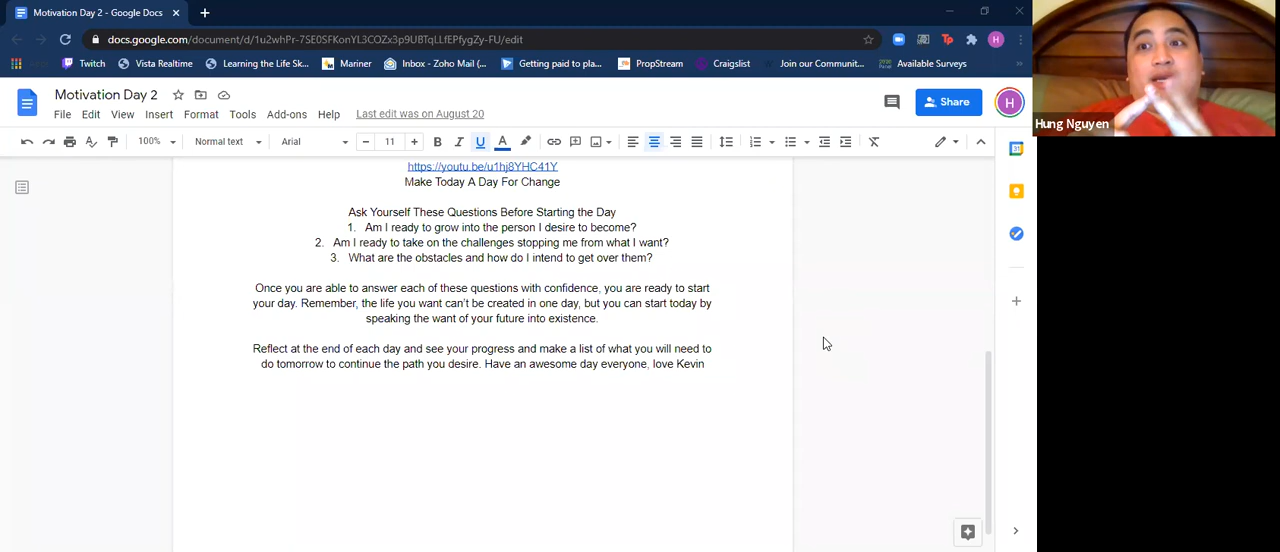 Motivation Day 2 - Google Docs
docs.google.com/document/d/1u2whPr-7SE0SFKonYL3COZx3p9UBTqLLfEPfygZy-FU/edit
Twitch
Vista Realtime
Learning the Life Sk...
Mariner
Inbox - Zoho Mail (...
Getting paid to pla...
PropStream
Craigslist
Join our Communit...
Available Surveys
Motivation Day 2
File Edit View Insert Format Tools Add-ons Help Last edit was on August 20
Share
H
100% Normal text Arial 11 B I U A
https://youtu.be/u1hj8YHC41Y
Make Today A Day For Change
Ask Yourself These Questions Before Starting the Day
1. Am I ready to grow into the person I desire to become?
2. Am I ready to take on the challenges stopping me from what I want?
3. What are the obstacles and how do I intend to get over them?
Once you are able to answer each of these questions with confidence, you are ready to start
your day. Remember, the life you want can't be created in one day, but you can start today by
speaking the want of your future into existence.
Reflect at the end of each day and see your progress and make a list of what you will need to
do tomorrow to continue the path you desire. Have an awesome day everyone, love Kevin
Hung Nguyen